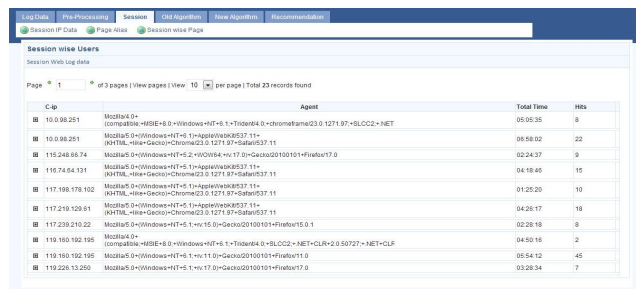 Log Data Pre-Processing Session Old Algorithm New Algorithm Recommendation
Session IP Data Page Alias Session wise Page
Session wise Users
Session Web Log data
Page 1 of 3 pages | View pages | View 10 per page | Total 23 records found
C-ip Agent Total Time Hits
10.0.98.251 Mozilla/4.0+ 05:05:35 8
(compatible;+MSIE+8.0;+Windows+NT+6.1;+Trident/4.0;+chromeframe/23.0.1271.97;+SLCC2;+.NET
10.0.98.251 Mozilla/5.0+(Windows+NT+6.1)+AppleWebKit/537.11+ 06:58:02 22
(KHTML,+like+Gecko)+Chrome/23.0.1271.97+Safari/537.11
115.248.66.74 Mozilla/5.0+(Windows+NT+5.2;+WOW64;+rv:17.0)+Gecko/20100101+Firefox/17.0 02:24:37 9
116.74.64.131 Mozilla/5.0+(Windows+NT+5.1)+AppleWebKit/537.11+ 04:18:46 15
(KHTML,+like+Gecko)+Chrome/23.0.1271.97+Safari/537.11
117.198.178.102 Mozilla/5.0+(Windows+NT+5.1)+AppleWebKit/537.11+ 01:25:20 10
(KHTML,+like+Gecko)+Chrome/23.0.1271.97+Safari/537.11
117.219.129.61 Mozilla/5.0+(Windows+NT+5.1)+AppleWebKit/537.11+ 04:26:17 18
(KHTML,+like+Gecko)+Chrome/23.0.1271.97+Safari/537.11
117.239.210.22 Mozilla/5.0+(Windows+NT+5.1;+rv:15.0)+Gecko/20100101+Firefox/15.0.1 02:28:18 8
119.160.192.195 Mozilla/4.0+ 04:50:16 2
(compatible;+MSIE+8.0;+Windows+NT+6.1;+Trident/4.0;+SLCC2;+.NET+CLR+2.0.50727;+.NET+CLF
119.160.192.195 Mozilla/5.0+(Windows+NT+6.1;+rv:11.0)+Gecko/20100101+Firefox/11.0 05:54:12 45
119.226.13.250 Mozilla/5.0+(Windows+NT+5.1;+rv:17.0)+Gecko/20100101+Firefox/17.0 03:28:34 7